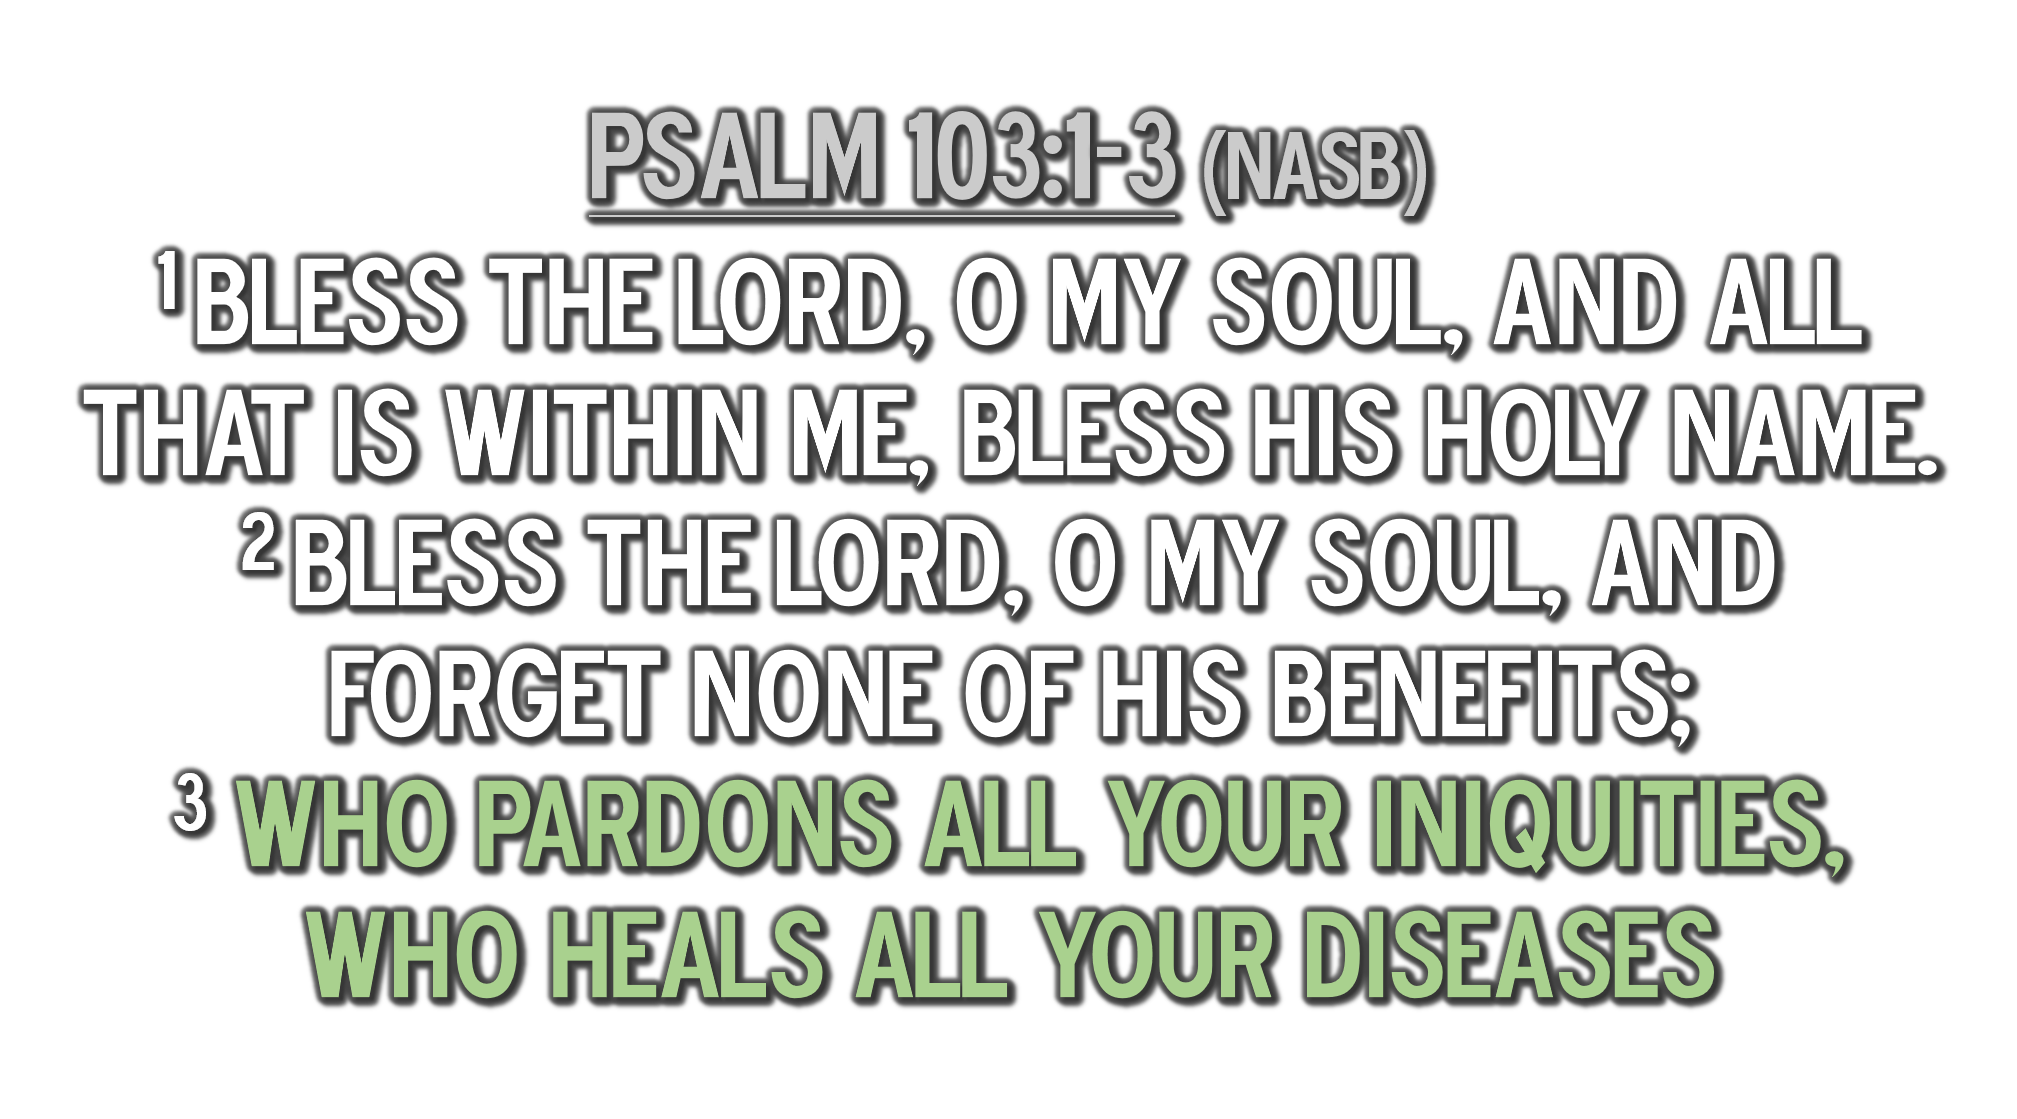 PSALM 103:1-3 (NASB)
1 BLESS THE LORD, O MY SOUL, AND ALL
THAT IS WITHIN ME, BLESS HIS HOLY NAME.
2 BLESS THE LORD, O MY SOUL, AND
FORGET NONE OF HIS BENEFITS;
3 WHO PARDONS ALL YOUR INIQUITIES,
WHO HEALS ALL YOUR DISEASES